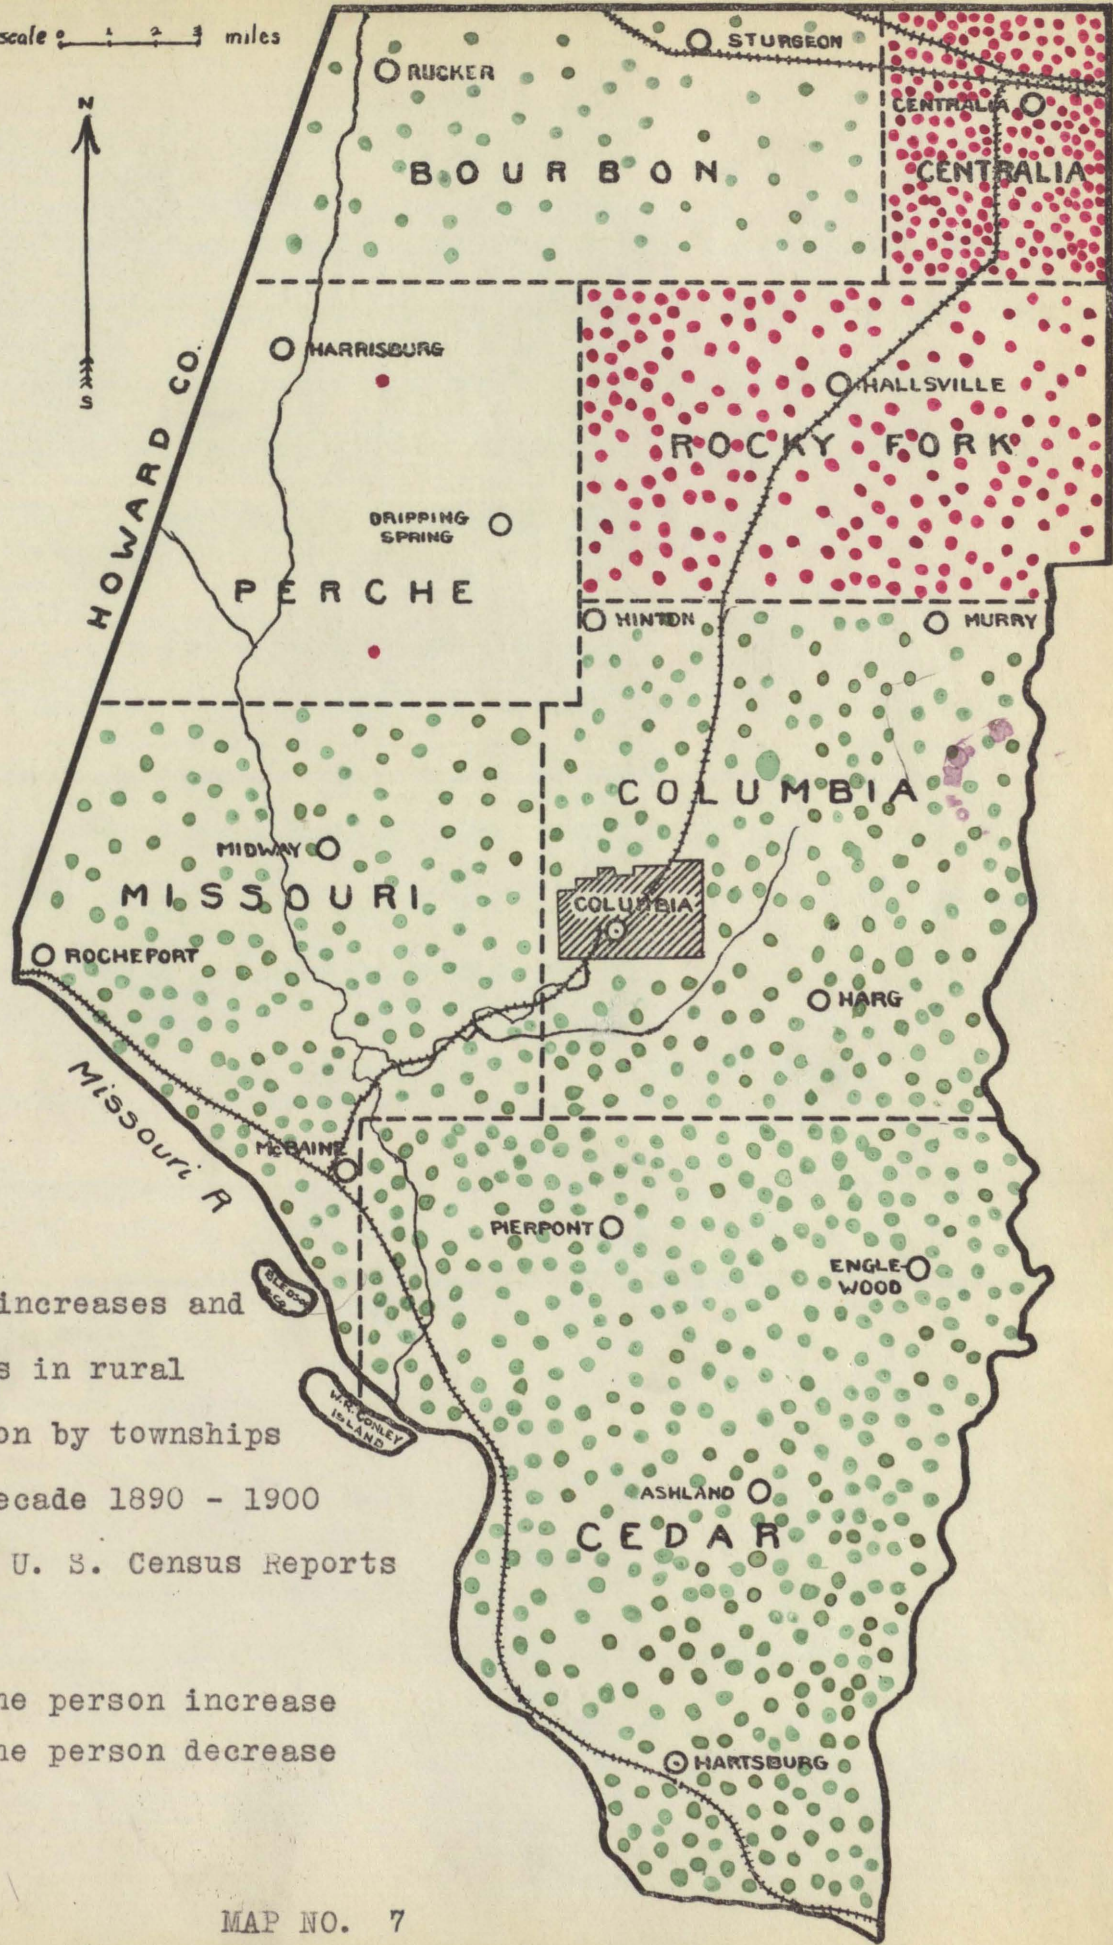 scale 0 1 2 3 miles
N
S
STURGEON
RUCKER
CENTRALIA
BOURBON
CENTRALIA
HARRISBURG
HALLSVILLE
HOWARD CO.
ROCKY FORK
DRIPPING
SPRING
PERCHE
HINTON
MURRY
COLUMBIA
MIDWAY
MISSOURI
COLUMBIA
ROCHEPORT
HARG
Missouri R
McBAINE
PIERPONT
ENGLE-
WOOD
increases and
s in rural
on by townships
ecade 1890 - 1900
U. S. Census Reports
W.R. CONLEY
ISLAND
ASHLAND
CEDAR
ne person increase
ne person decrease
HARTSBURG
MAP NO. 7